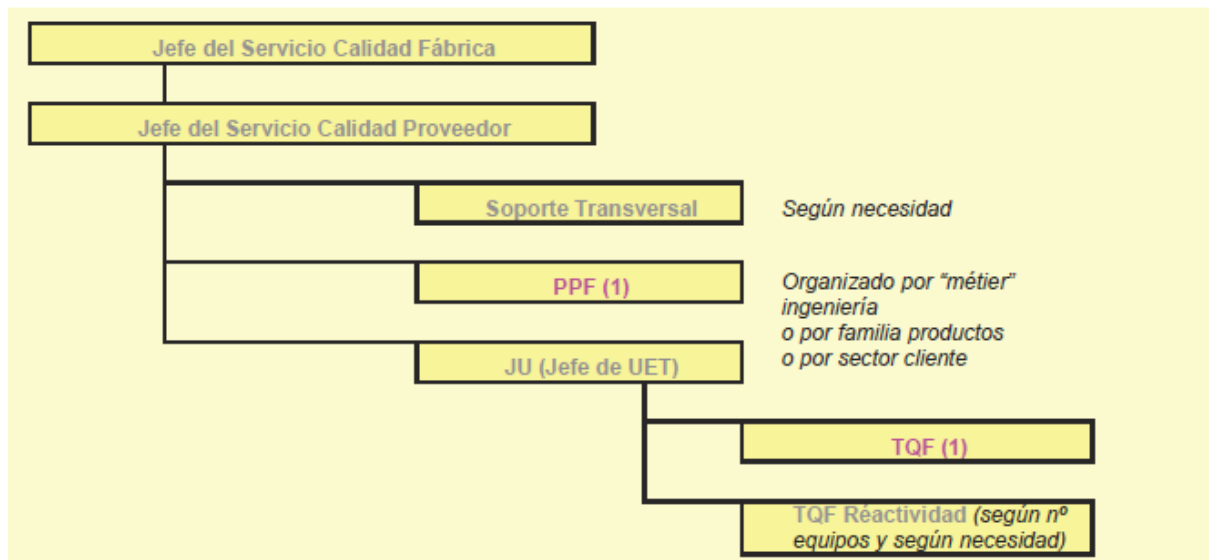 Jefe del Servicio Calidad Fábrica
Jefe del Servicio Calidad Proveedor
Soporte Transversal
Según necesidad
PPF (1)
Organizado por “métier”
ingeniería
o por familia productos
o por sector cliente
JU (Jefe de UET)
TQF (1)
TQF Réactividad (según nº
equipos y según necesidad)